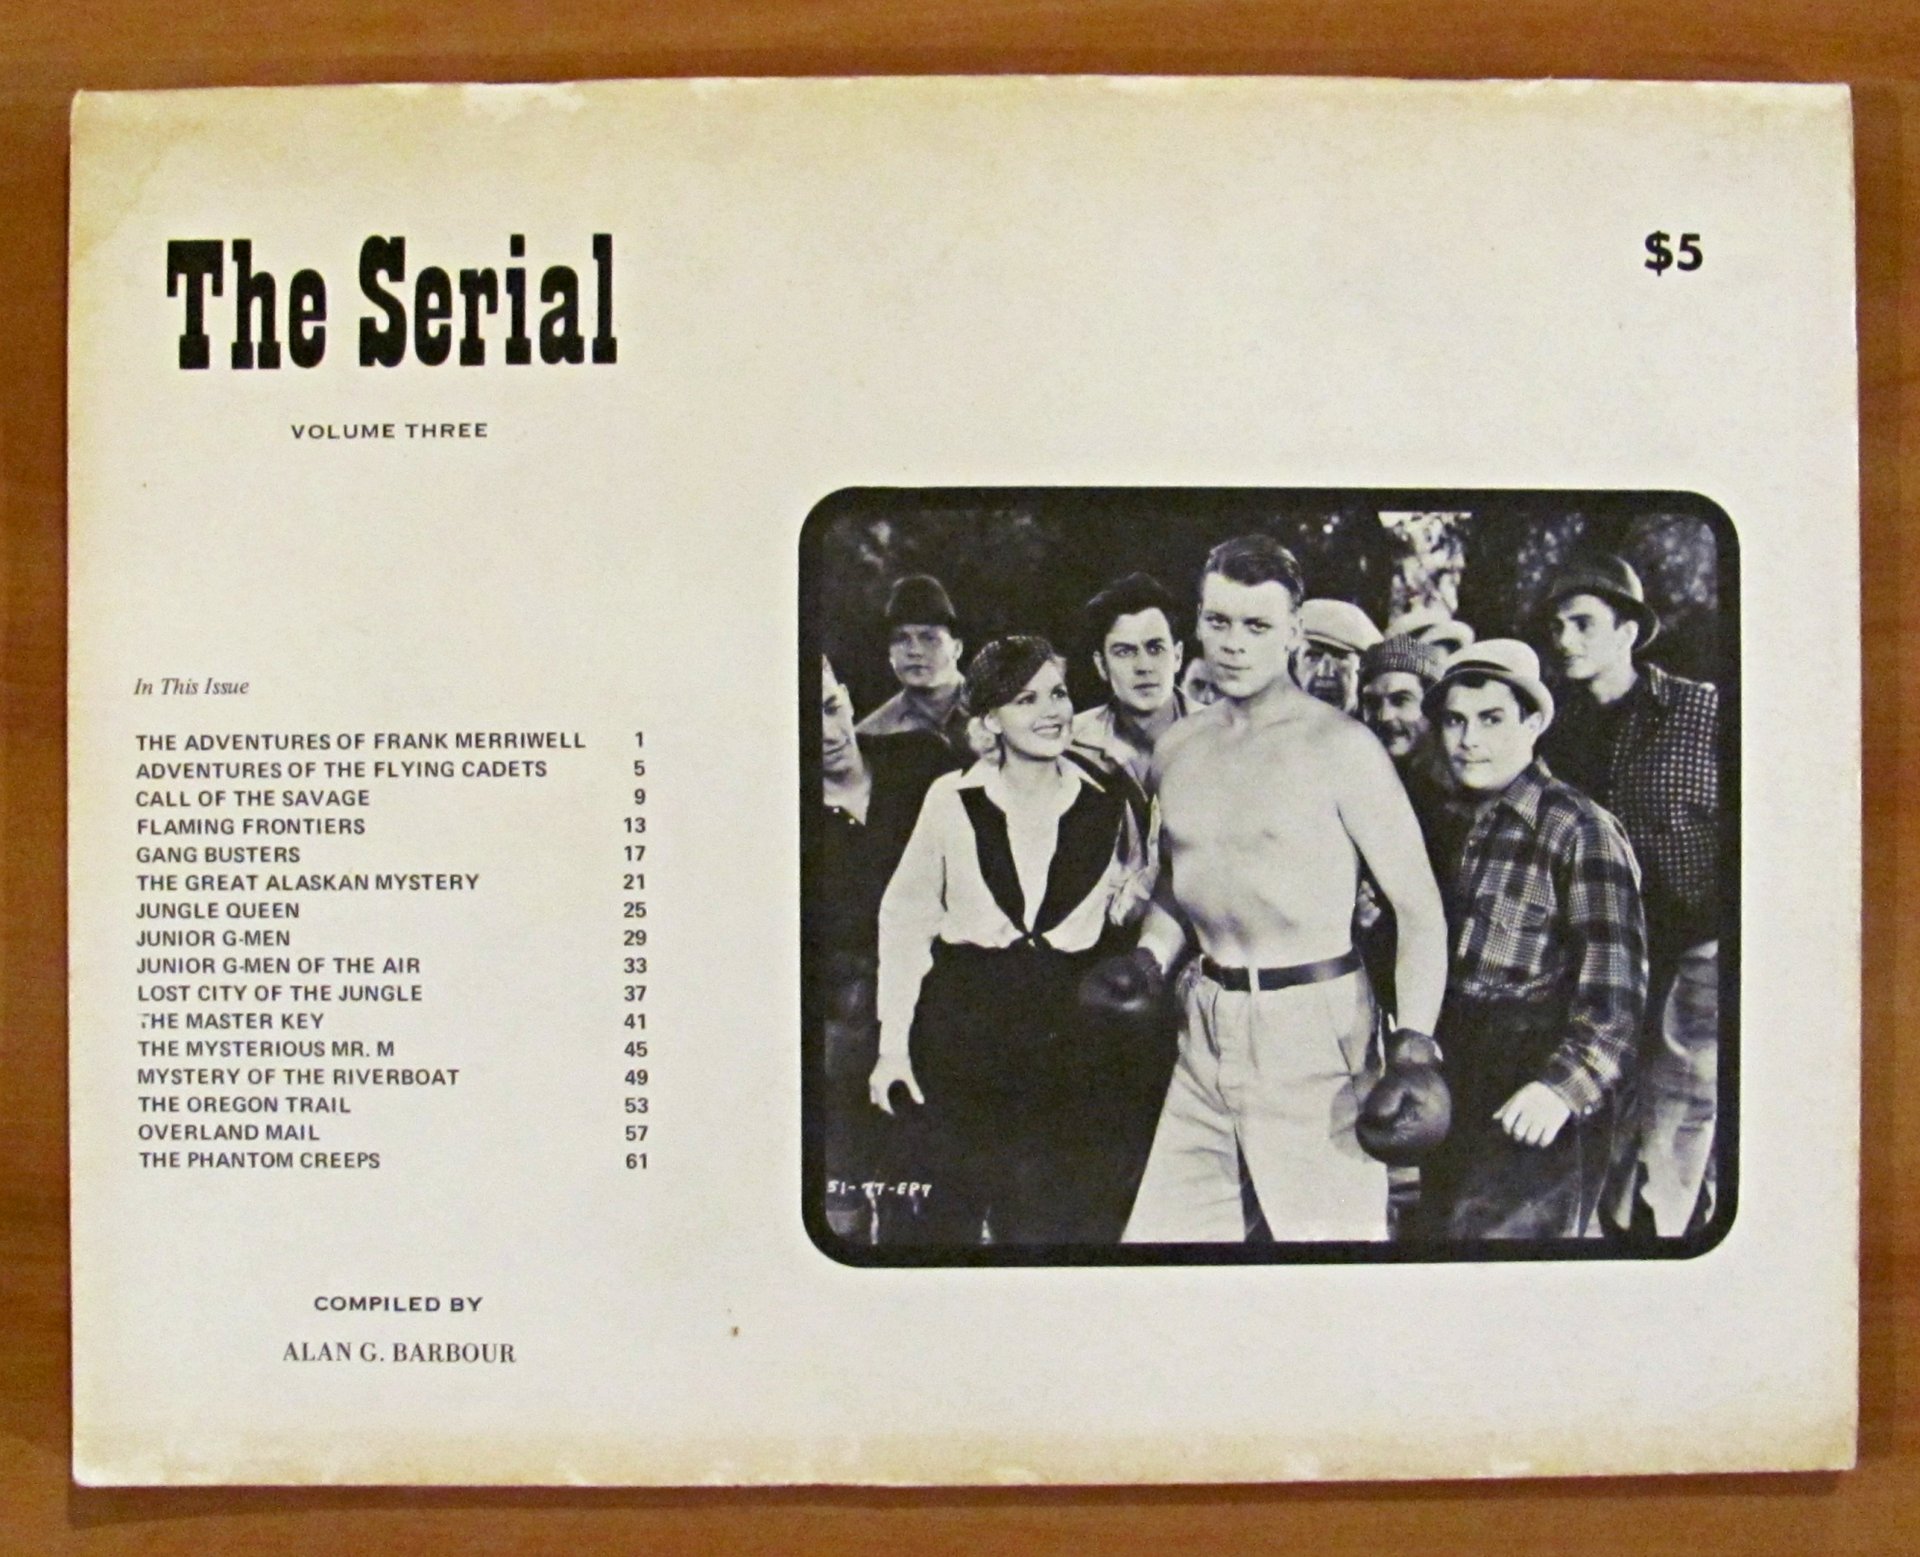 The Serial
$5
VOLUME THREE
In This Issue
THE ADVENTURES OF FRANK MERRIWELL 1
ADVENTURES OF THE FLYING CADETS 5
CALL OF THE SAVAGE 9
FLAMING FRONTIERS 13
GANG BUSTERS 17
THE GREAT ALASKAN MYSTERY 21
JUNGLE QUEEN 25
JUNIOR G-MEN 29
JUNIOR G-MEN OF THE AIR 33
LOST CITY OF THE JUNGLE 37
THE MASTER KEY 41
THE MYSTERIOUS MR. M 45
MYSTERY OF THE RIVERBOAT 49
THE OREGON TRAIL 53
OVERLAND MAIL 57
THE PHANTOM CREEPS 61
COMPILED BY
ALAN G. BARBOUR